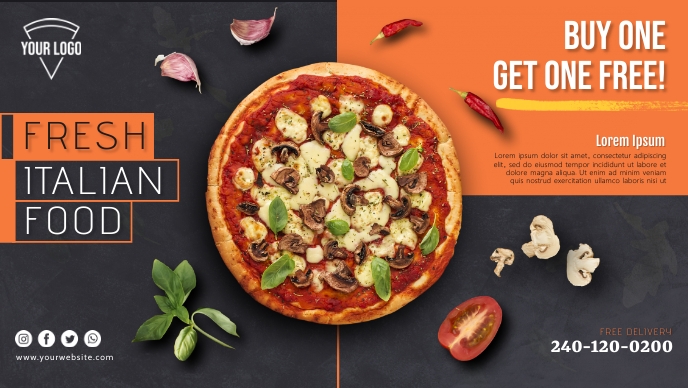 YOUR LOGO
FRESH
ITALIAN
FOOD
www.yourwebsite.com
BUY ONE
GET ONE FREE!
Lorem Ipsum
Lorem ipsum dolor sit amet, consectetur adipiscing
elit, sed do eiusmod tempor incididunt ut labore et
dolore magna aliqua. Ut enim ad minim veniam
quis nostrud exercitation ullamco laboris nisi ut
FREE DELIVERY
240-120-0200